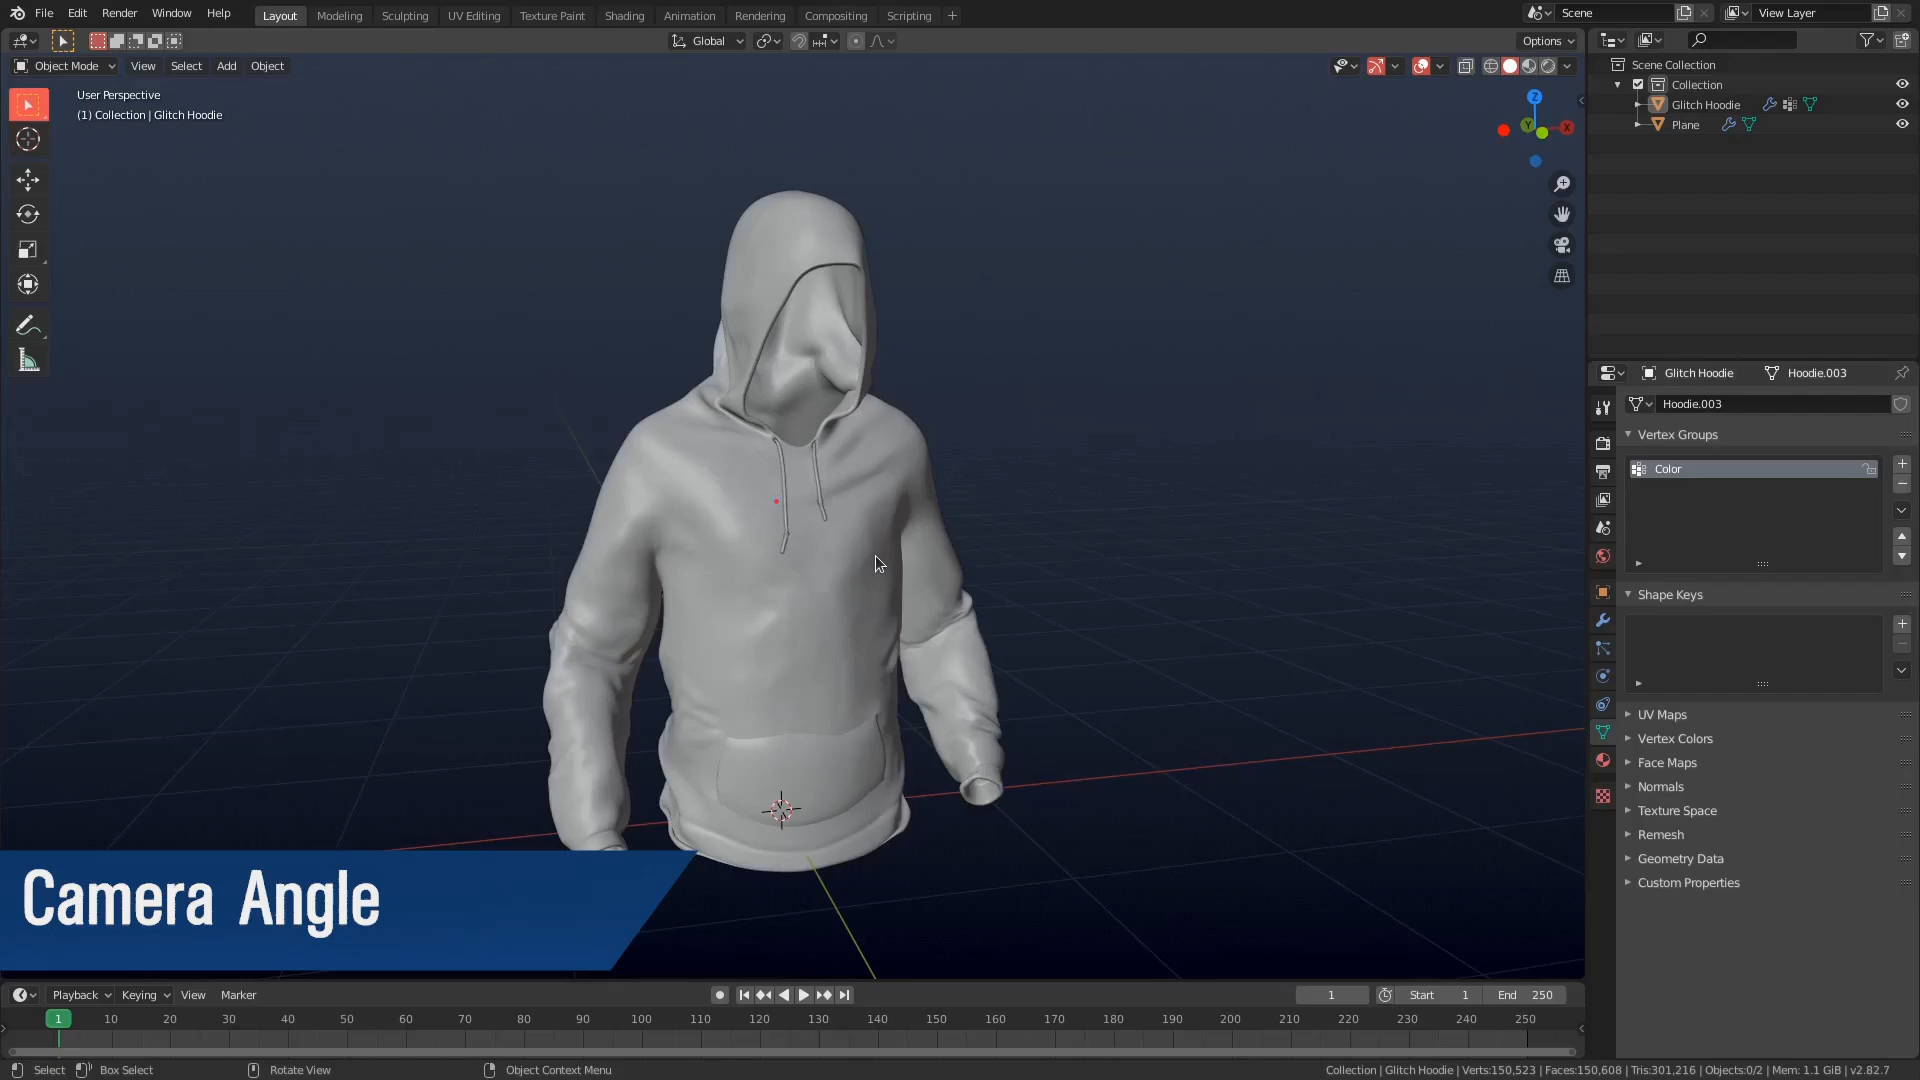 File Edit Render Window Help
Layout Modeling Sculpting UV Editing Texture Paint Shading Animation Rendering Compositing Scripting +
Scene
View Layer
Global
Options
Object Mode View Select Add Object
User Perspective
(1) Collection | Glitch Hoodie
Z
Y
X
Scene Collection
Collection
Glitch Hoodie
Plane
Glitch Hoodie
Hoodie.003
Hoodie.003
Vertex Groups
Color
Shape Keys
UV Maps
Vertex Colors
Face Maps
Normals
Texture Space
Remesh
Geometry Data
Custom Properties
Camera Angle
Playback Keying View Marker
1
Start 1
End 250
1 10 20 30 40 50 60 70 80 90 100 110 120 130 140 150 160 170 180 190 200 210 220 230 240 250
Select
Box Select
Rotate View
Object Context Menu
Collection | Glitch Hoodie | Verts:150,523 | Faces:150,608 | Tris:301,216 | Objects:0/2 | Mem: 1.1 GiB | v2.82.7